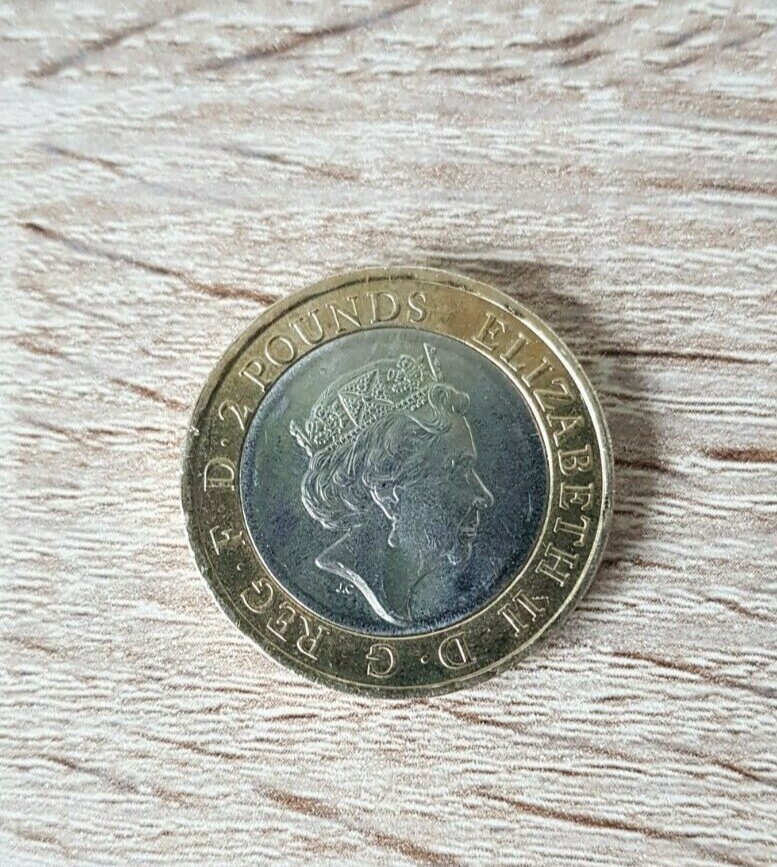 ELIZABETH II · D · G · REG · F · D · 2 POUNDS
J.C